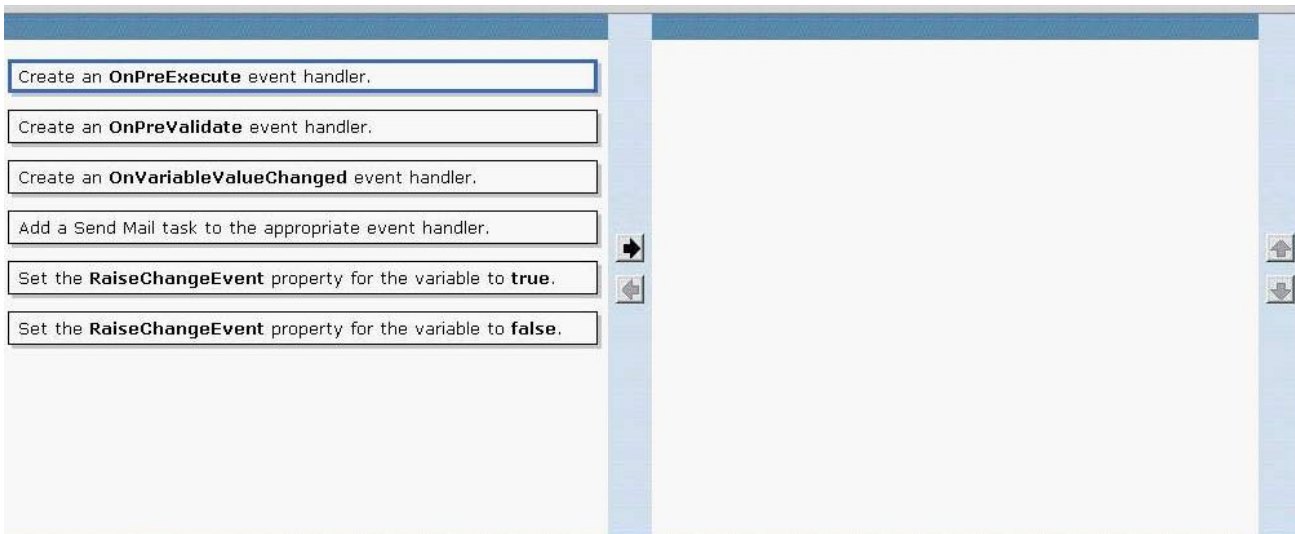 Create an OnPreExecute event handler.
Create an OnPreValidate event handler.
Create an OnVariableValueChanged event handler.
Add a Send Mail task to the appropriate event handler.
Set the RaiseChangeEvent property for the variable to true.
Set the RaiseChangeEvent property for the variable to false.